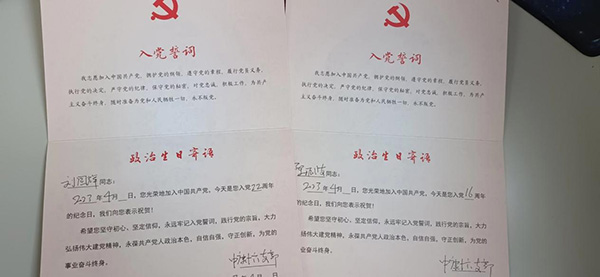 入党誓词
我志愿加入中国共产党，拥护党的纲领，遵守党的章程，履行党员义务，
执行党的决定，严守党的纪律，保守党的秘密，对党忠诚，积极工作，为共产
主义奋斗终身，随时准备为党和人民牺牲一切，永不叛党。
政治生日寄语
同志：
2023年4月 日，您光荣地加入中国共产党。今天是您入党22周年
的纪念日，我们向您表示祝贺！
希望您坚守初心，坚定信仰，永远牢记入党誓词，践行党的宗旨，大力
弘扬伟大建党精神，永葆共产党人政治本色，自信自强，守正创新，为党的
事业奋斗终身。
入党誓词
我志愿加入中国共产党，拥护党的纲领，遵守党的章程，履行党员义务，
执行党的决定，严守党的纪律，保守党的秘密，对党忠诚，积极工作，为共产
主义奋斗终身，随时准备为党和人民牺牲一切，永不叛党。
政治生日寄语
同志：
2023年4月 日，您光荣地加入中国共产党。今天是您入党16周年
的纪念日，我们向您表示祝贺！
希望您坚守初心，坚定信仰，永远牢记入党誓词，践行党的宗旨，大力
弘扬伟大建党精神，永葆共产党人政治本色，自信自强，守正创新，为党的
事业奋斗终身。